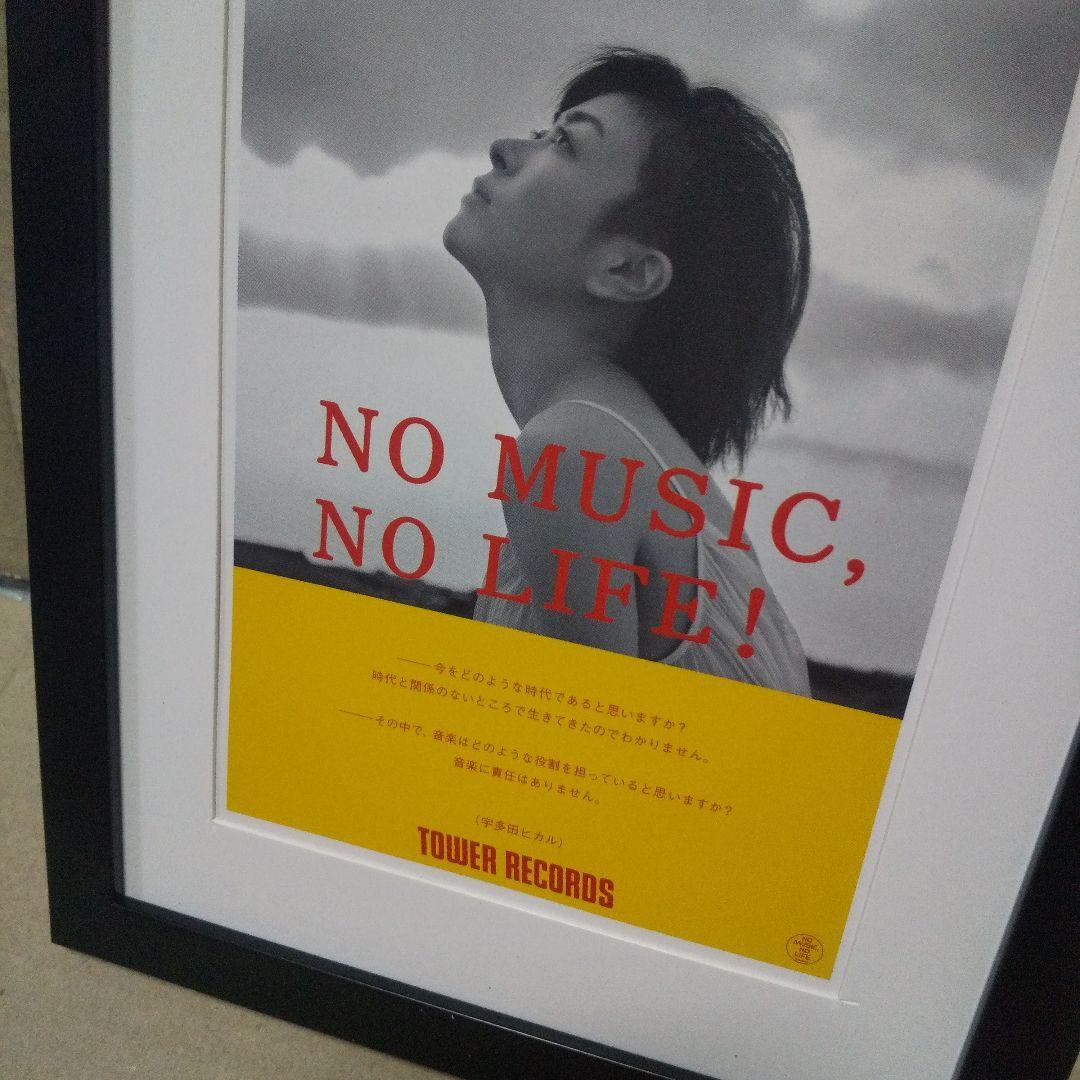 NO MUSIC,
NO LIFE!
――今をどのような時代であると思いますか？
時代と関係のないところで生きてきたのでわかりません。
――その中で、音楽はどのような役割を担っていると思いますか？
音楽に責任はありません。
（宇多田ヒカル）
TOWER RECORDS
NO
MUSIC,
NO
LIFE.